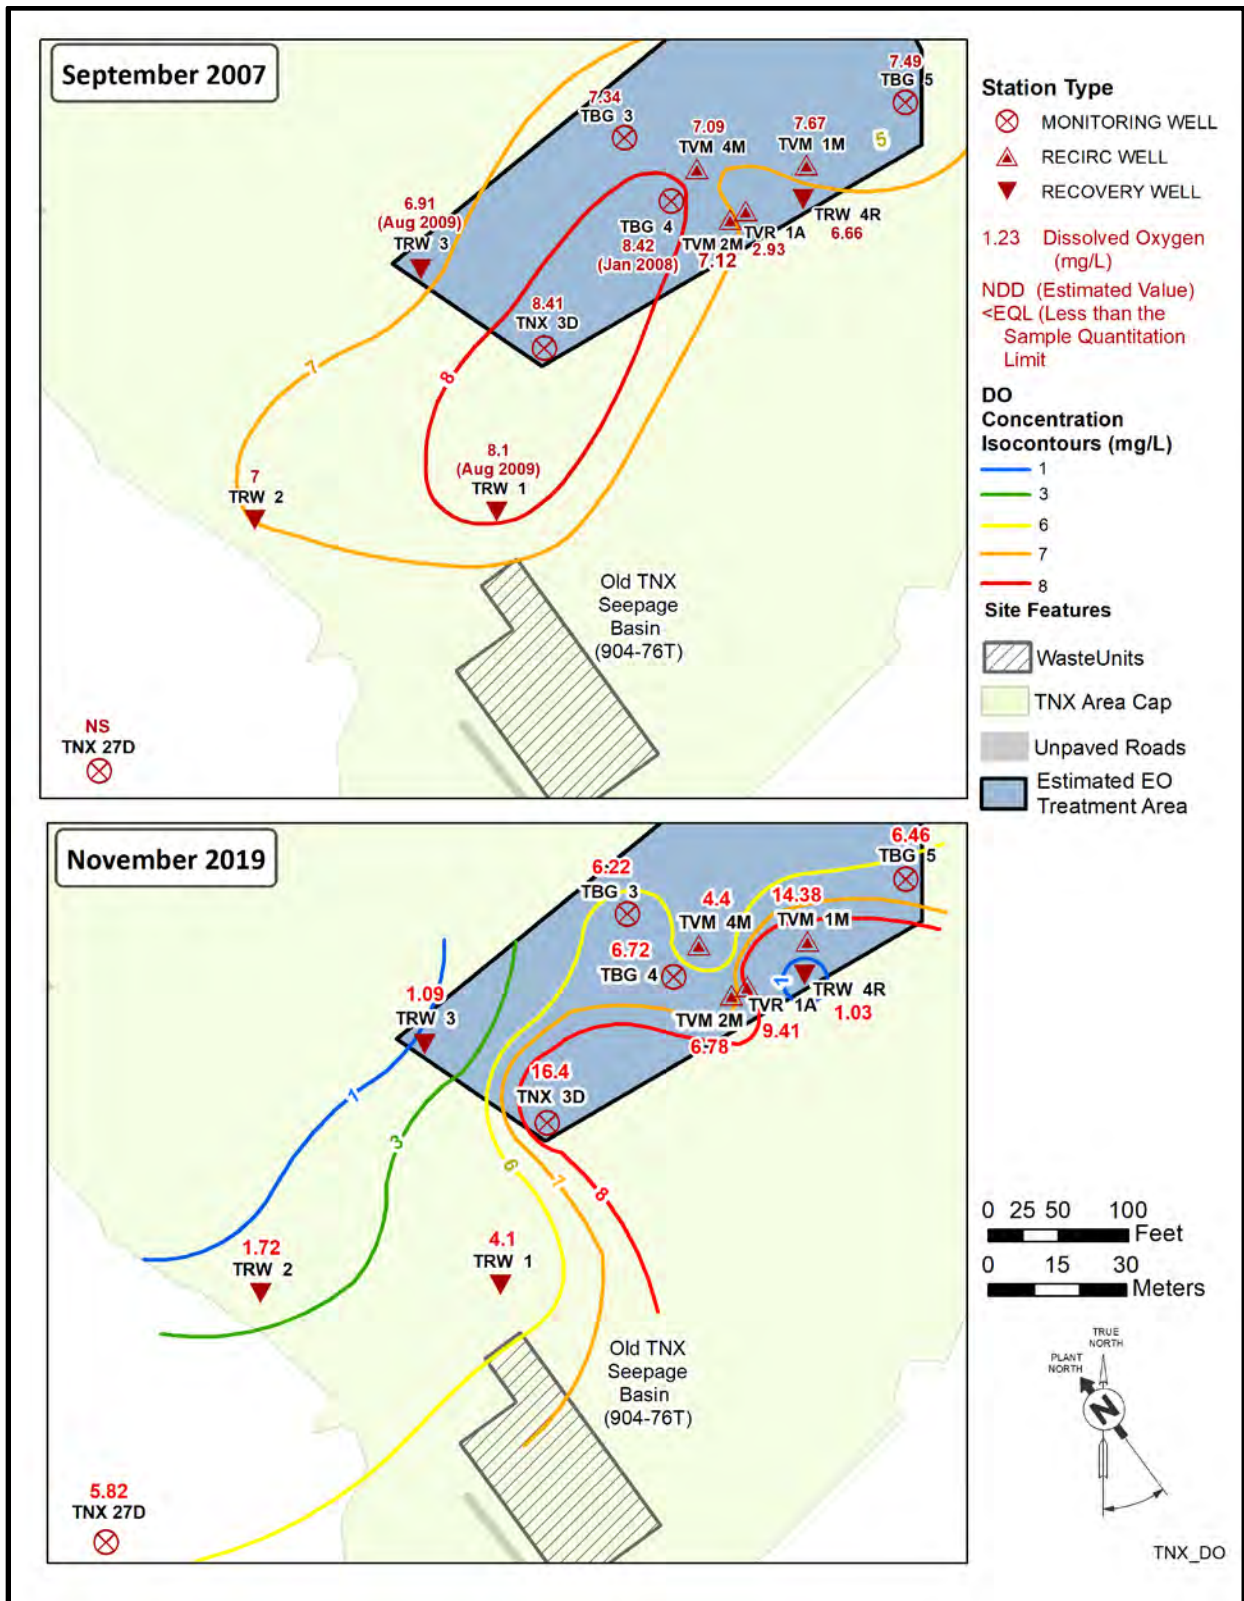 September 2007
7.49
TBG 5
7.34
TBG 3
7.09
TVM 4M
7.67
TVM 1M
5
6.91
(Aug 2009)
TRW 3
TBG 4
8.42
(Jan 2008)
TVM 2M
7.12
TVR 1A
2.93
TRW 4R
6.66
8.41
TNX 3D
7
8
8.1
(Aug 2009)
TRW 1
7
TRW 2
Old TNX
Seepage
Basin
(904-76T)
NS
TNX 27D
Station Type
MONITORING WELL
RECIRC WELL
RECOVERY WELL
1.23 Dissolved Oxygen
(mg/L)
NDD (Estimated Value)
<EQL (Less than the
Sample Quantitation
Limit
DO
Concentration
Isocontours (mg/L)
1
3
6
7
8
Site Features
WasteUnits
TNX Area Cap
Unpaved Roads
Estimated EO
Treatment Area
November 2019
6.46
TBG 5
6.22
TBG 3
4.4
TVM 4M
14.38
TVM 1M
6.72
TBG 4
1
TRW 4R
1.03
TVR 1A
9.41
TVM 2M
6.78
1.09
TRW 3
16.4
TNX 3D
1
3
6
7
8
1.72
TRW 2
4.1
TRW 1
Old TNX
Seepage
Basin
(904-76T)
5.82
TNX 27D
0 25 50 100
Feet
0 15 30
Meters
TRUE
NORTH
PLANT
NORTH
N
TNX_DO